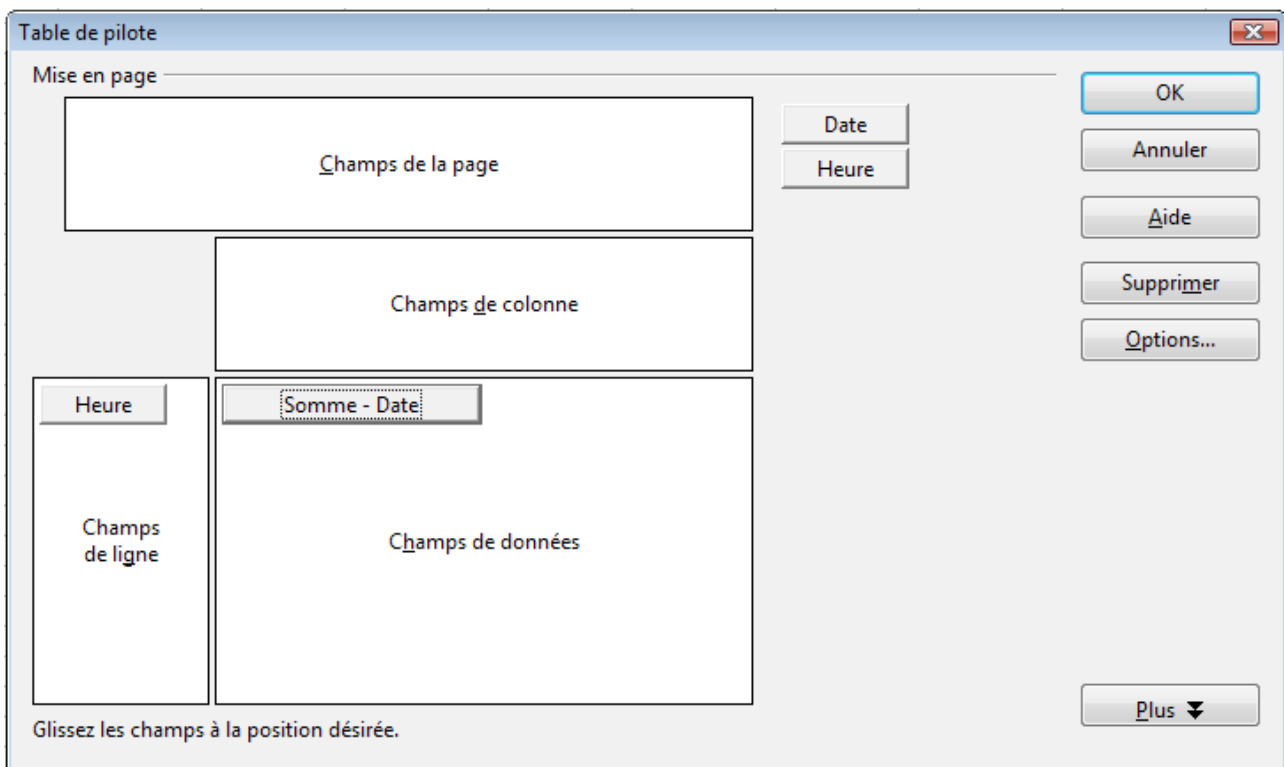 Table de pilote
Mise en page
Champs de la page
Date
Heure
OK
Annuler
Aide
Champs de colonne
Supprimer
Options...
Heure
Somme - Date
Champs
de ligne
Champs de données
Plus
Glissez les champs à la position désirée.